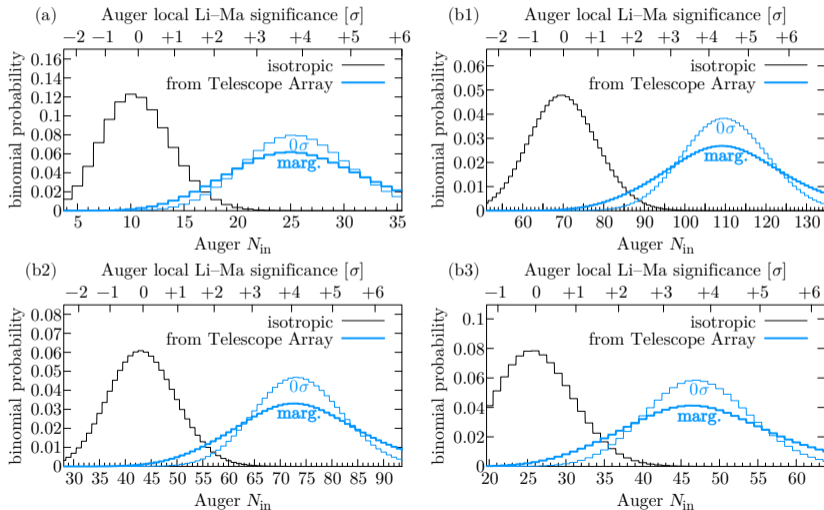 (a)
Auger local Li–Ma significance [σ]
−2 −1 0 +1 +2 +3 +4 +5 +6
binomial probability
0.16
0.14
0.12
0.1
0.08
0.06
0.04
0.02
0
isotropic
from Telescope Array
0σ
marg.
5 10 15 20 25 30 35
Auger Nin
(b1)
Auger local Li–Ma significance [σ]
−2 −1 0 +1 +2 +3 +4 +5 +6
binomial probability
0.06
0.05
0.04
0.03
0.02
0.01
0
isotropic
from Telescope Array
0σ
marg.
60 70 80 90 100 110 120 130
Auger Nin
(b2)
Auger local Li–Ma significance [σ]
−2 −1 0 +1 +2 +3 +4 +5 +6
binomial probability
0.08
0.07
0.06
0.05
0.04
0.03
0.02
0.01
0
isotropic
from Telescope Array
0σ
marg.
30 35 40 45 50 55 60 65 70 75 80 85 90
Auger Nin
(b3)
Auger local Li–Ma significance [σ]
−1 0 +1 +2 +3 +4 +5 +6
binomial probability
0.1
0.08
0.06
0.04
0.02
0
isotropic
from Telescope Array
0σ
marg.
20 25 30 35 40 45 50 55 60
Auger Nin